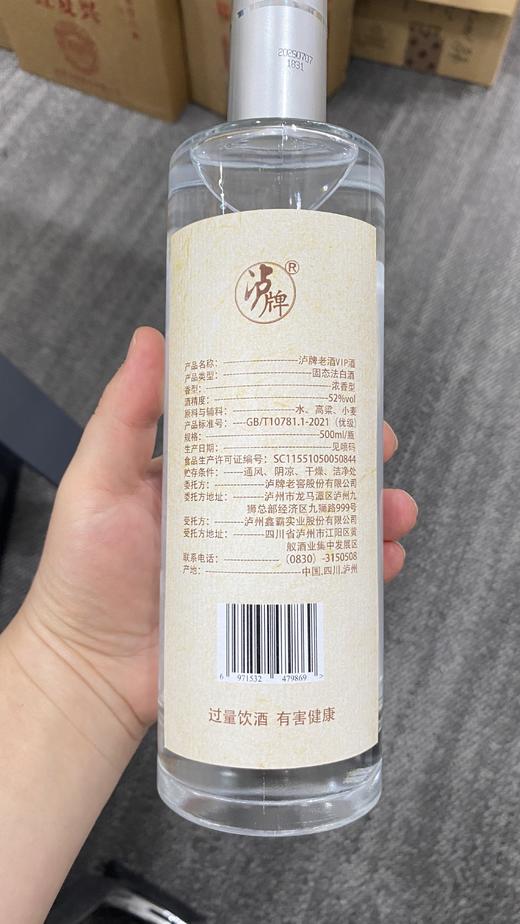 20250707
1831
泸牌®
产品名称：泸牌老酒VIP酒
产品类型：固态法白酒
香型：浓香型
酒精度：52%vol
原料与辅料：水、高粱、小麦
产品标准号：GB/T10781.1-2021（优级）
规格：500ml/瓶
生产日期：见喷码
食品生产许可证编号：SC11551050050844
贮存条件：通风、阴凉、干燥、洁净处
委托方：泸牌老窖股份有限公司
委托方地址：泸州市龙马潭区泸州九
狮总部经济区九狮路999号
受托方：泸州鑫霸实业股份有限公司
受托方地址：四川省泸州市江阳区黄
舣酒业集中发展区
联系电话：（0830）-3150508
产地：中国,四川,泸州
6 971532 479869 >
过量饮酒 有害健康